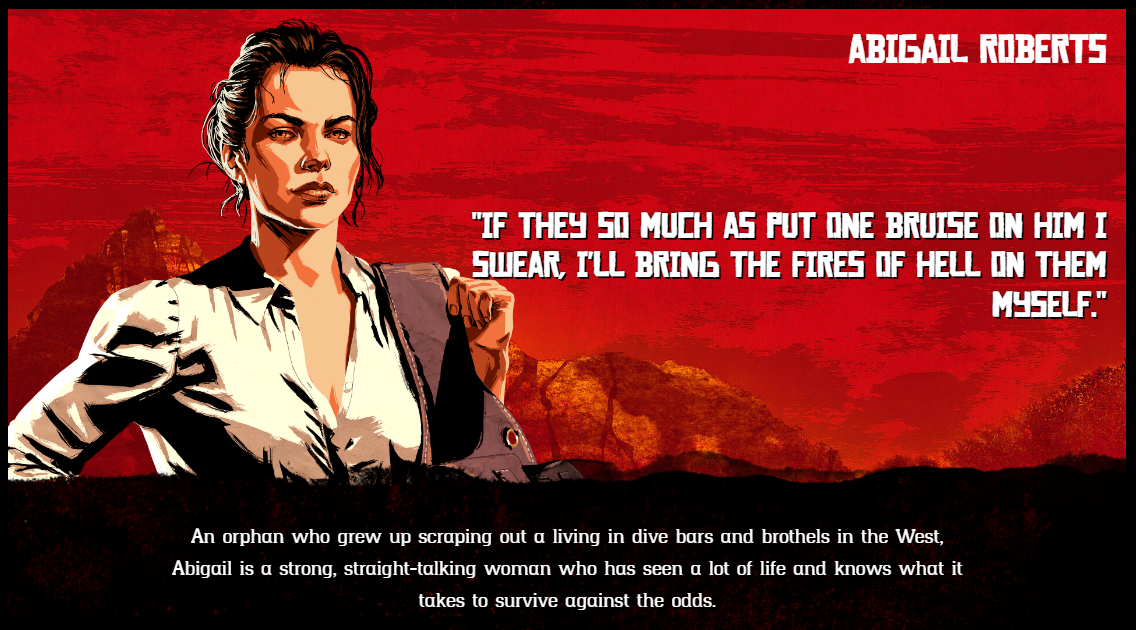 ABIGAIL ROBERTS
"IF THEY SO MUCH AS PUT ONE BRUISE ON HIM I
SWEAR, I'LL BRING THE FIRES OF HELL ON THEM
MYSELF."
An orphan who grew up scraping out a living in dive bars and brothels in the West,
Abigail is a strong, straight-talking woman who has seen a lot of life and knows what it
takes to survive against the odds.